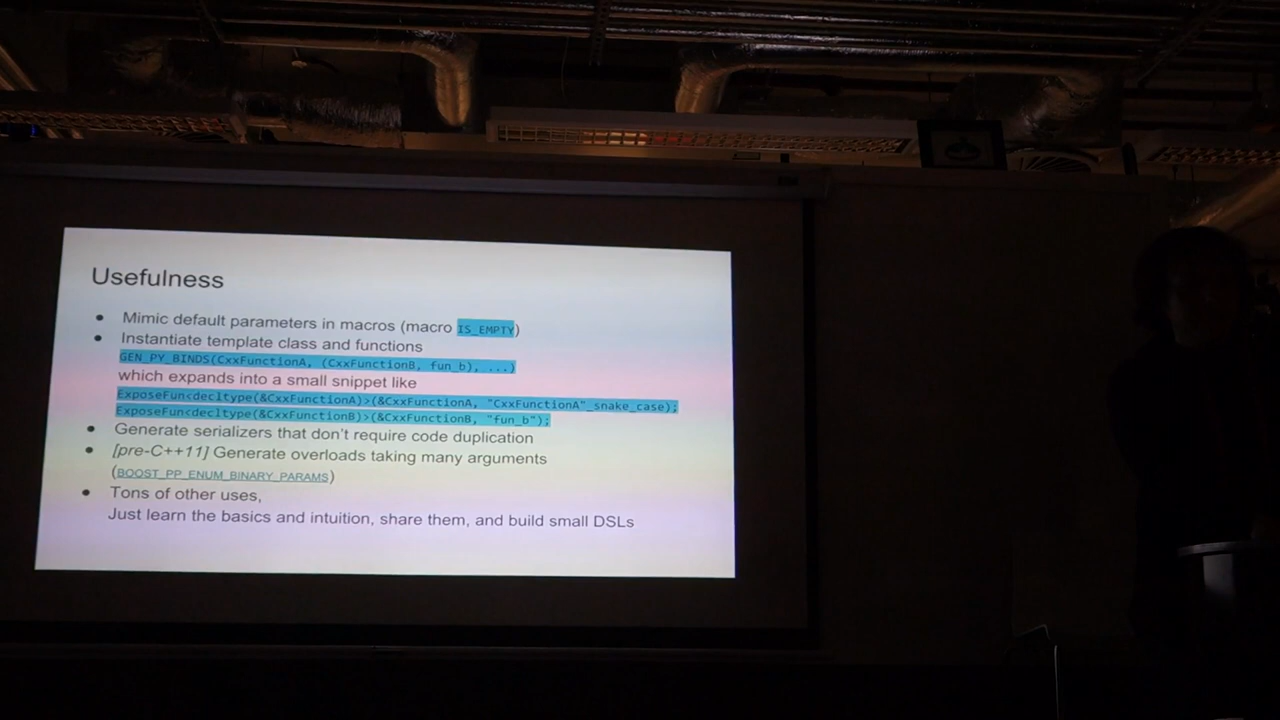 Usefulness
● Mimic default parameters in macros (macro IS_EMPTY)
● Instantiate template class and functions
GEN_PY_BINDS(CxxFunctionA, (CxxFunctionB, fun_b), ...)
which expands into a small snippet like
ExposeFun<decltype(&CxxFunctionA)>(&CxxFunctionA, "CxxFunctionA"_snake_case);
ExposeFun<decltype(&CxxFunctionB)>(&CxxFunctionB, "fun_b");
● Generate serializers that don't require code duplication
● [pre-C++11] Generate overloads taking many arguments
(BOOST_PP_ENUM_BINARY_PARAMS)
● Tons of other uses,
Just learn the basics and intuition, share them, and build small DSLs